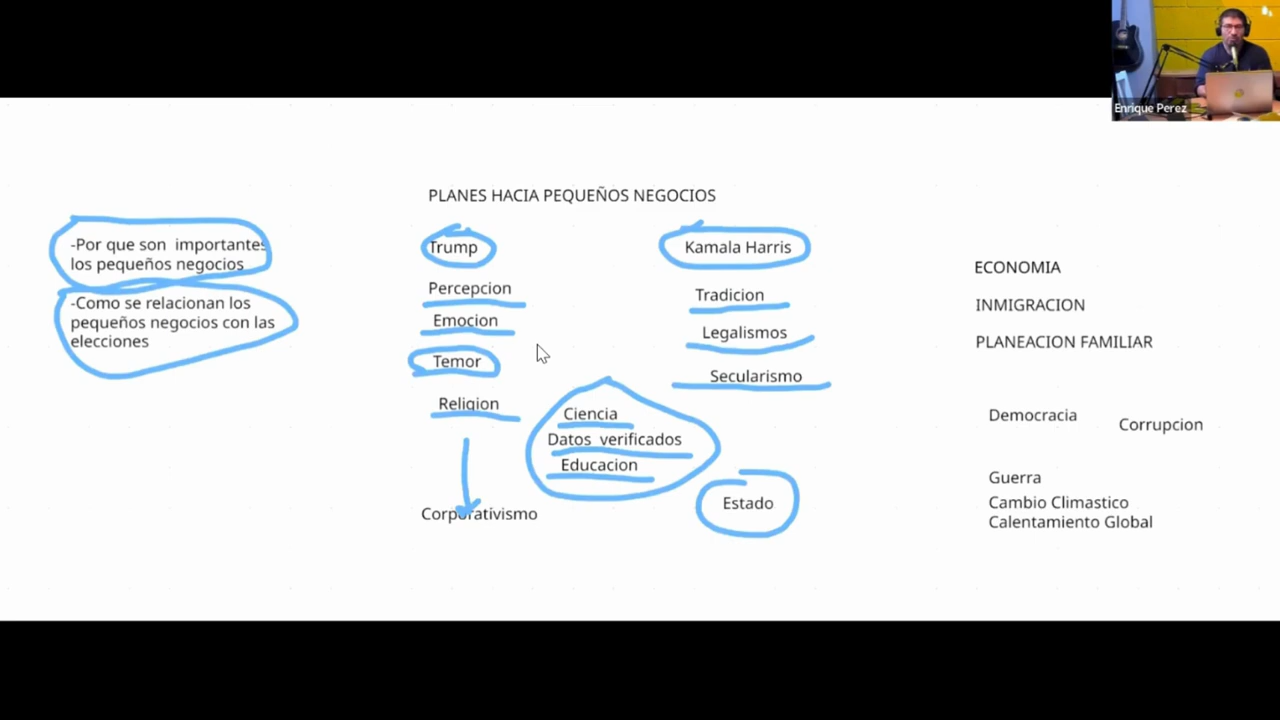 Enrique Perez
PLANES HACIA PEQUEÑOS NEGOCIOS
-Por que son importantes
los pequeños negocios
-Como se relacionan los
pequeños negocios con las
elecciones
Trump
Percepcion
Emocion
Temor
Religion
Corporativismo
Ciencia
Datos verificados
Educacion
Kamala Harris
Tradicion
Legalismos
Secularismo
Estado
ECONOMIA
INMIGRACION
PLANEACION FAMILIAR
Democracia
Corrupcion
Guerra
Cambio Climastico
Calentamiento Global